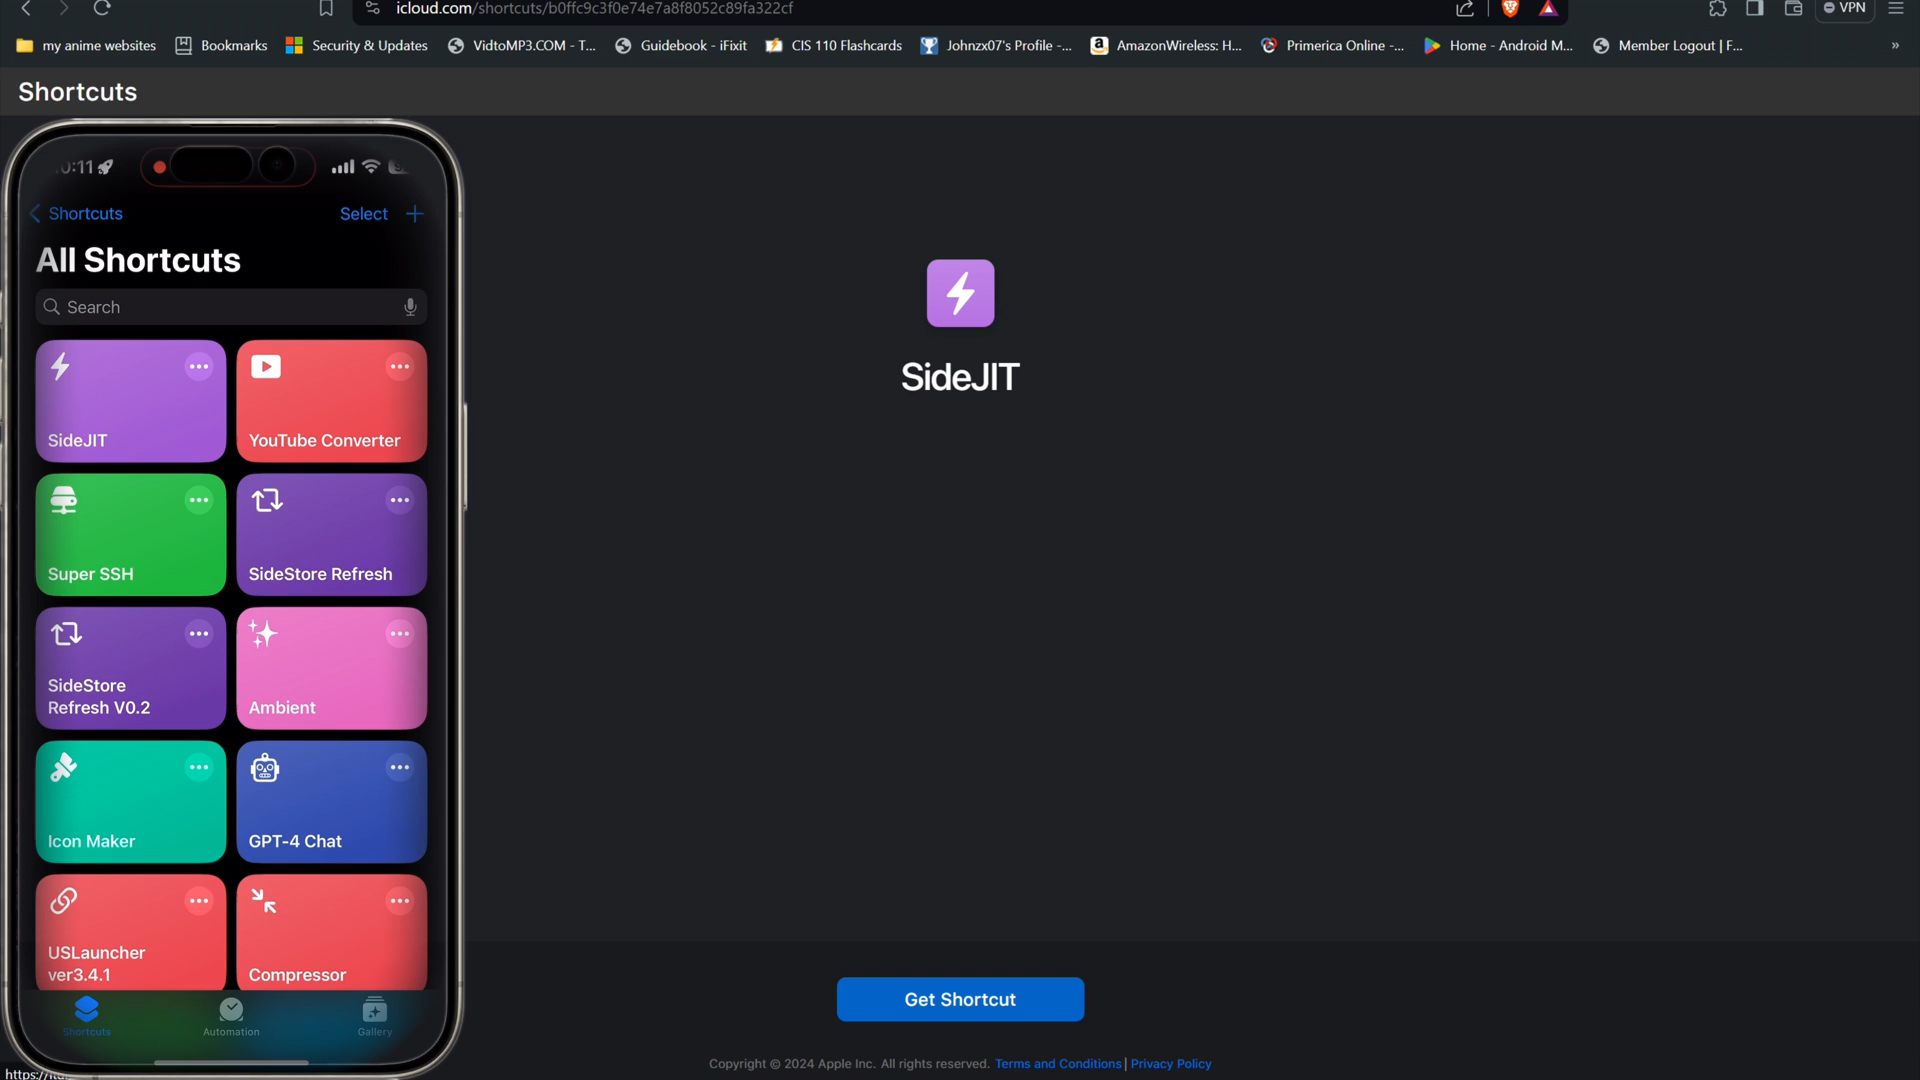 icloud.com/shortcuts/b0ffc9c3f0e74e7a8f8052c89fa322cf
VPN
my anime websites
Bookmarks
Security & Updates
VidtoMP3.COM - T...
Guidebook - iFixit
CIS 110 Flashcards
Johnzx07's Profile -...
AmazonWireless: H...
Primerica Online -...
Home - Android M...
Member Logout | F...
»
Shortcuts
Shortcuts
Select
All Shortcuts
Search
SideJIT
YouTube Converter
Super SSH
SideStore Refresh
SideStore
Refresh V0.2
Ambient
Icon Maker
GPT-4 Chat
USLauncher
ver3.4.1
Compressor
Shortcuts
Automation
Gallery
SideJIT
Get Shortcut
Copyright © 2024 Apple Inc. All rights reserved. Terms and Conditions | Privacy Policy